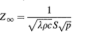 Z∞ = 1 / (√(λρc) S√p)